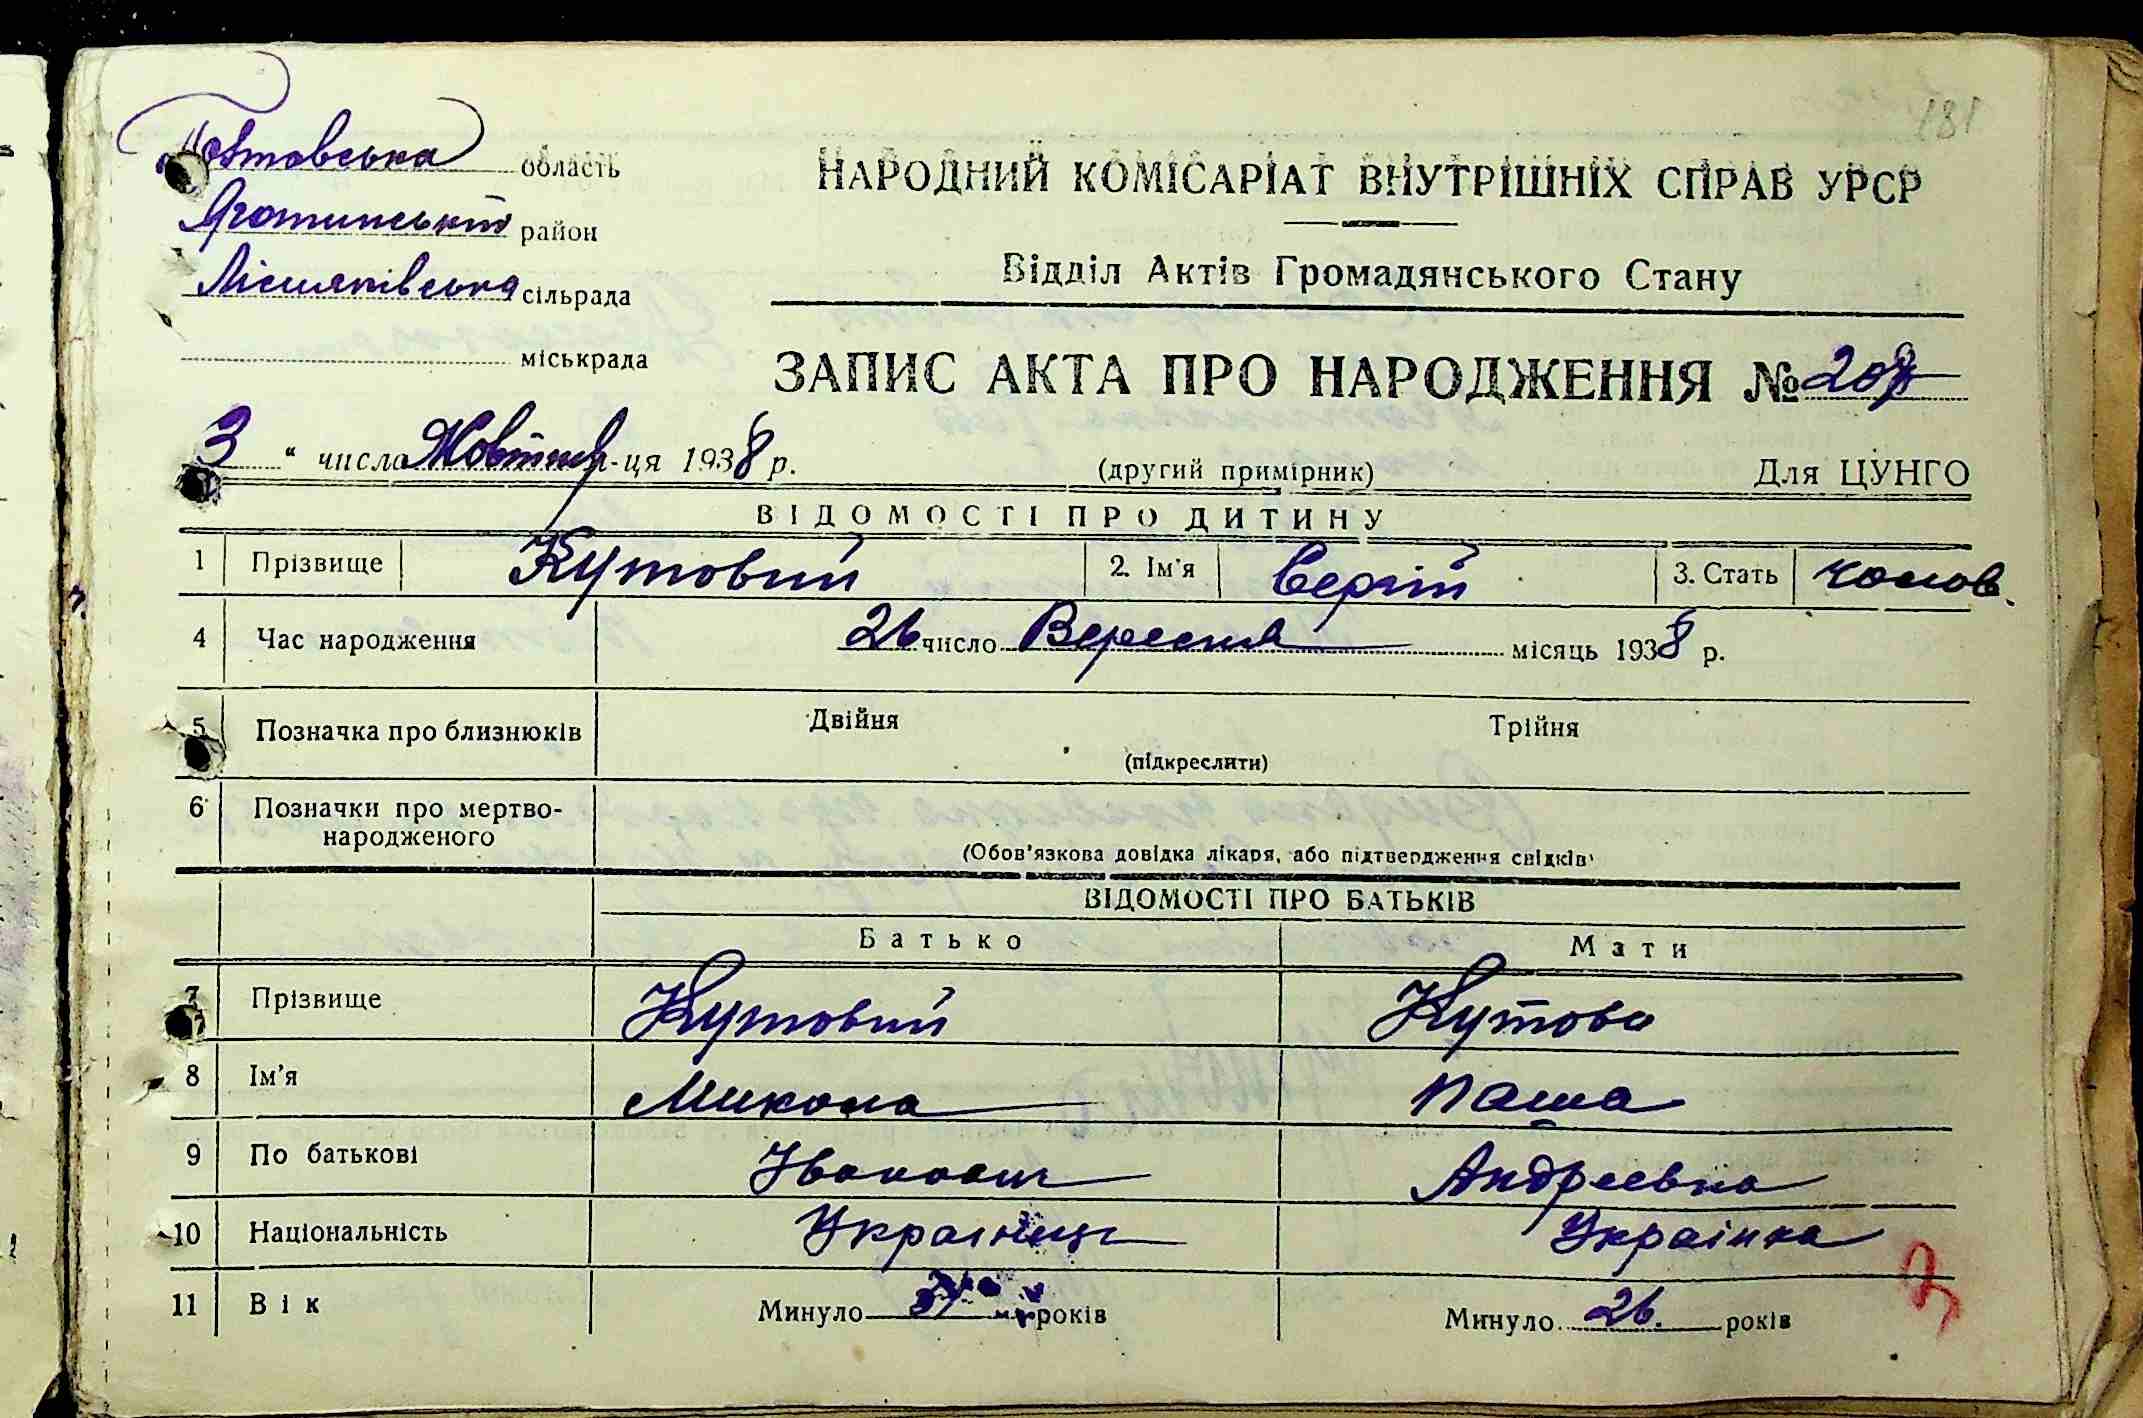 181
Полтавська область
Яготинський район
Лісняківська сільрада
міськрада
НАРОДНИЙ КОМІСАРІАТ ВНУТРІШНІХ СПРАВ УРСР
Відділ Актів Громадянського Стану
ЗАПИС АКТА ПРО НАРОДЖЕННЯ №
3 " числа Жовтня м-ця 1938 р.
(другий примірник) Для ЦУНГО
ВІДОМОСТІ ПРО ДИТИНУ
1 Прізвище Кутовий 2. Ім'я Сергій 3. Стать чолов.
4 Час народження 26 число Вересня місяць 1938 р.
5 Позначка про близнюків Двійня Трійня
(підкреслити)
6 Позначки про мертво-
народженого
(Обов'язкова довідка лікаря, або підтвердження свідків)
ВІДОМОСТІ ПРО БАТЬКІВ
Батько Мати
7 Прізвище Кутовий Кутова
8 Ім'я Микола Паша
9 По батькові Іванович Андреевна
10 Національність Українець Українка
11 Вік Минуло років Минуло 26. років